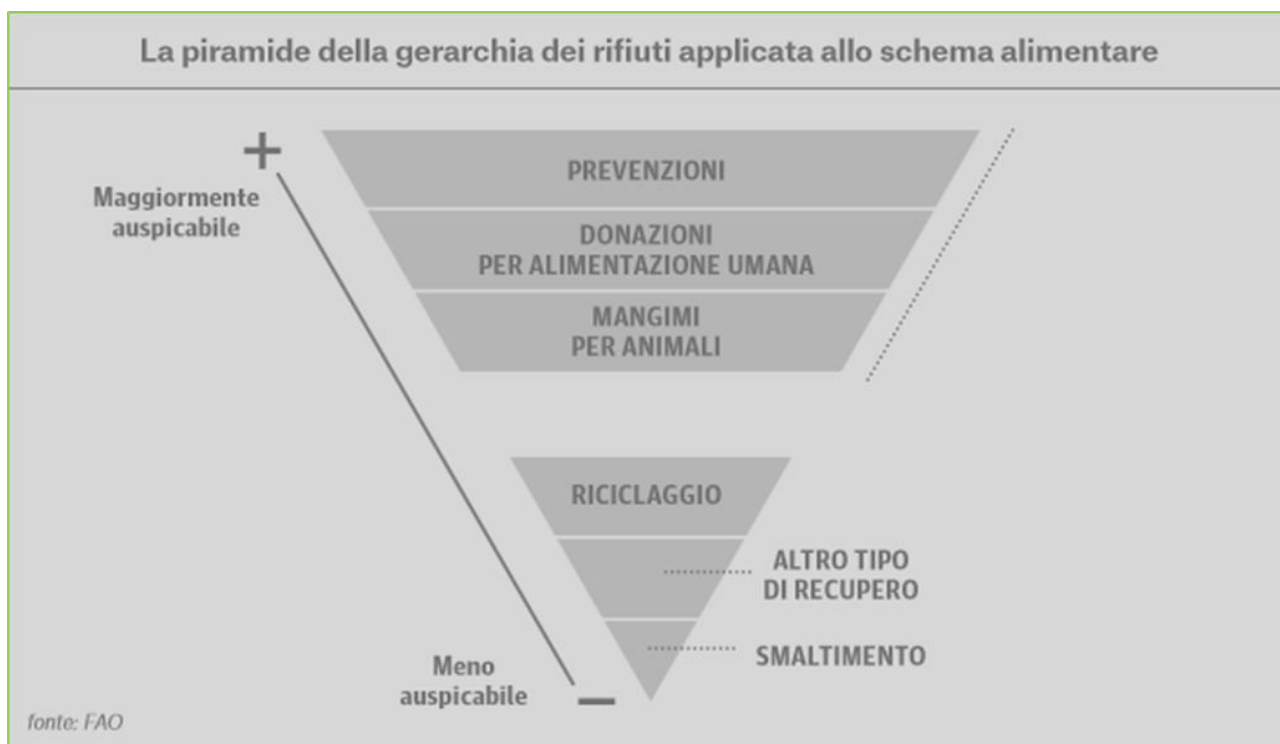 La piramide della gerarchia dei rifiuti applicata allo schema alimentare
+
Maggiormente
auspicabile
PREVENZIONI
DONAZIONI
PER ALIMENTAZIONE UMANA
MANGIMI
PER ANIMALI
RICICLAGGIO
ALTRO TIPO
DI RECUPERO
SMALTIMENTO
Meno
auspicabile
−
fonte: FAO